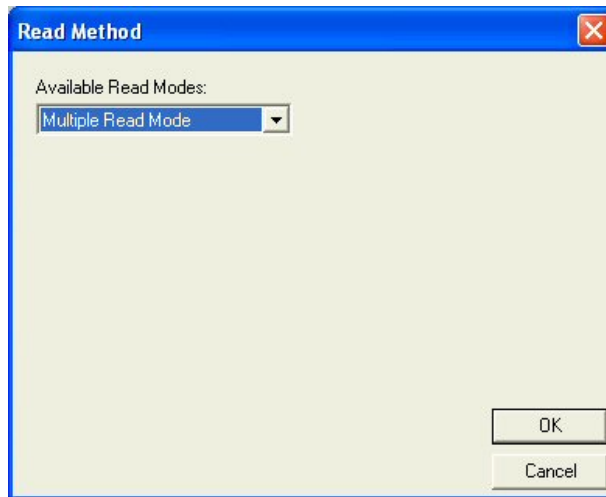 Read Method
Available Read Modes:
Multiple Read Mode
OK
Cancel